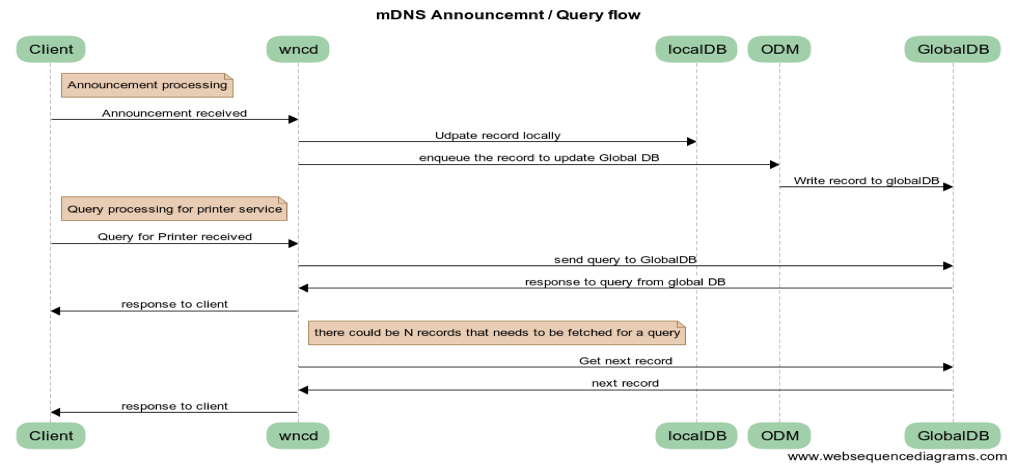 mDNS Announcemnt / Query flow
Client wncd localDB ODM GlobalDB
Announcement processing
Announcement received
Udpate record locally
enqueue the record to update Global DB
Write record to globalDB
Query processing for printer service
Query for Printer received
send query to GlobalDB
response to query from global DB
response to client
there could be N records that needs to be fetched for a query
Get next record
next record
response to client
Client wncd localDB ODM GlobalDB
www.websequencediagrams.com